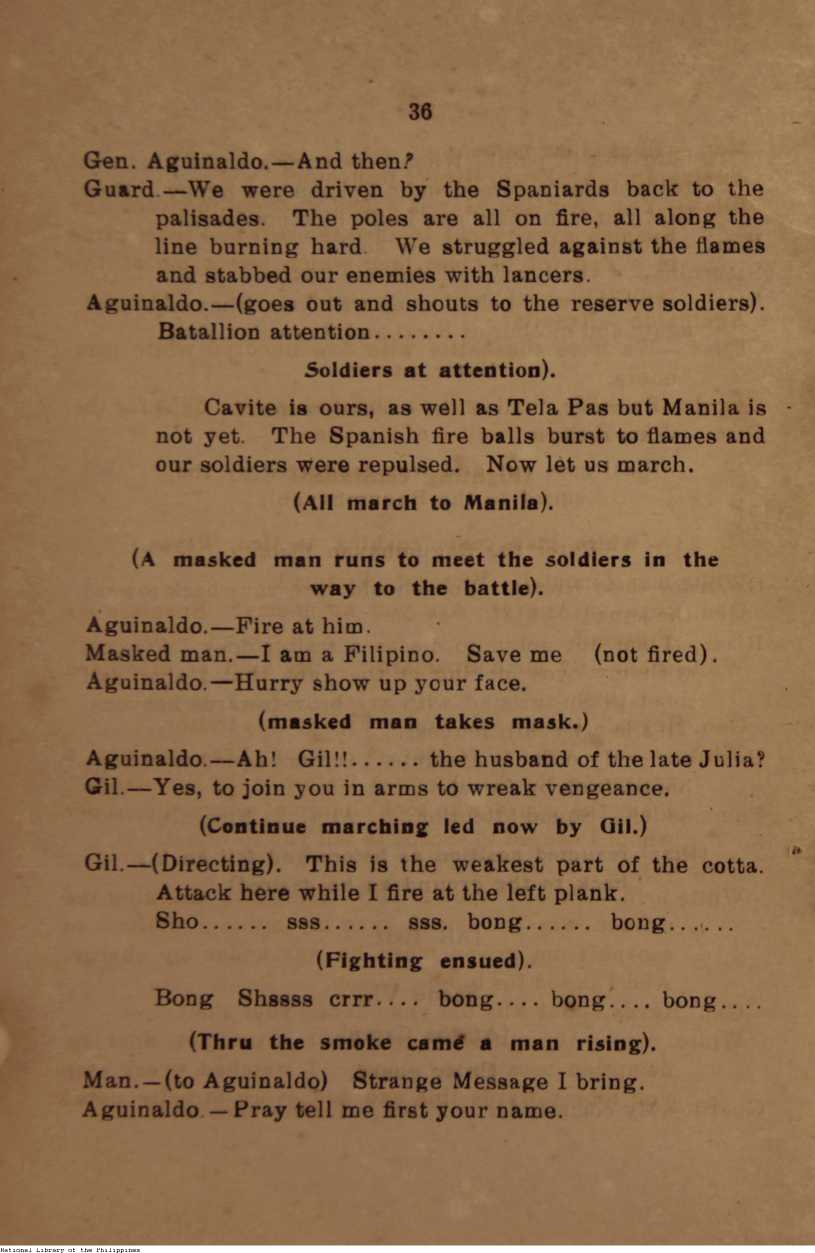 36
Gen. Aguinaldo.—And then?
Guard.—We were driven by the Spaniards back to the
palisades. The poles are all on fire, all along the
line burning hard. We struggled against the flames
and stabbed our enemies with lancers.
Aguinaldo.—(goes out and shouts to the reserve soldiers).
Batallion attention........
Soldiers at attention).
Cavite is ours, as well as Tela Pas but Manila is
not yet. The Spanish fire balls burst to flames and
our soldiers were repulsed. Now let us march.
(All march to Manila).
(A masked man runs to meet the soldiers in the
way to the battle).
Aguinaldo.—Fire at him.
Masked man.—I am a Filipino. Save me (not fired).
Aguinaldo.—Hurry show up your face.
(masked man takes mask.)
Aguinaldo.—Ah! Gil!!...... the husband of the late Julia?
Gil.—Yes, to join you in arms to wreak vengeance.
(Continue marching led now by Gil.)
Gil.—(Directing). This is the weakest part of the cotta.
Attack here while I fire at the left plank.
Sho...... sss...... sss. bong...... bong......
(Fighting ensued).
Bong Shssss crrr.... bong.... bong.... bong....
(Thru the smoke came a man rising).
Man.—(to Aguinaldo) Strange Message I bring.
Aguinaldo.—Pray tell me first your name.
National Library of the Philippines